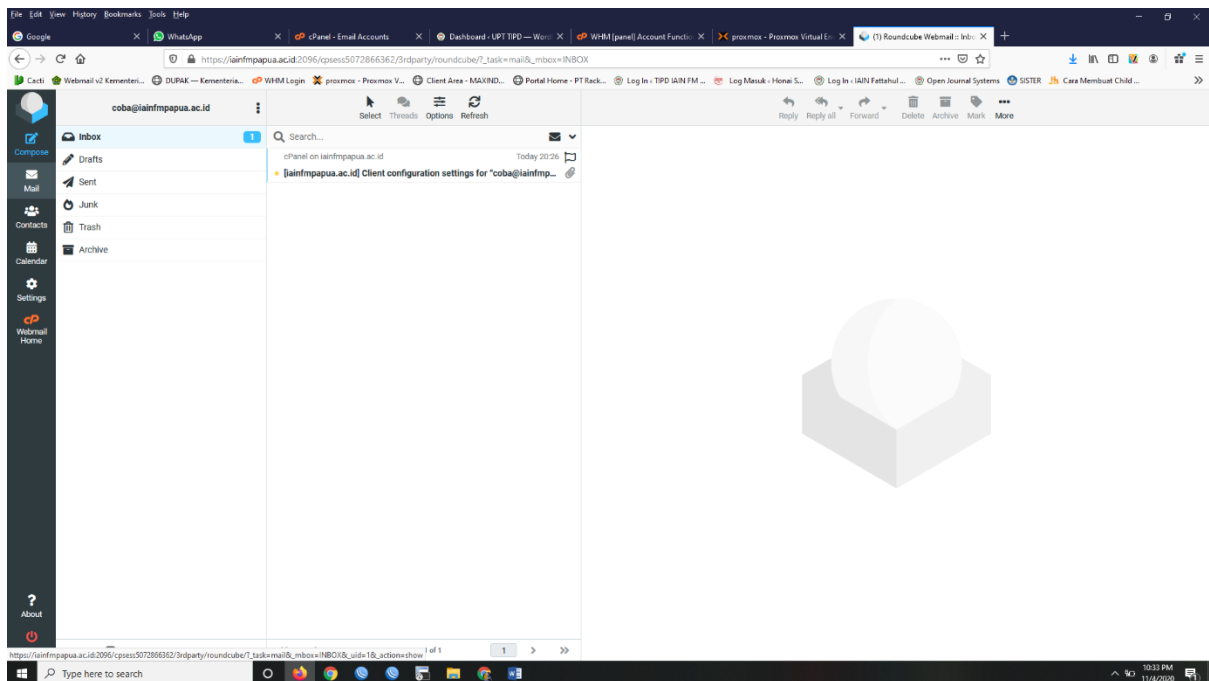 File Edit View History Bookmarks Tools Help
Google WhatsApp cPanel - Email Accounts Dashboard ‹ UPT TIPD — Word WHM [panel] Account Functio proxmox - Proxmox Virtual En (1) Roundcube Webmail :: Inbo
https://iainfmpapua.ac.id:2096/cpsess5072866362/3rdparty/roundcube/?_task=mail&_mbox=INBOX
Cacti Webmail v2 Kementeri... DUPAK — Kementeria... WHM Login proxmox - Proxmox V... Client Area - MAXIND... Portal Home - PT Rack... Log In ‹ TIPD IAIN FM ... Log Masuk ‹ Honai S... Log In ‹ IAIN Fattahul ... Open Journal Systems SISTER Cara Membuat Child ...
coba@iainfmpapua.ac.id
Select Threads Options Refresh
Reply Reply all Forward Delete Archive Mark More
Compose
Mail
Contacts
Calendar
Settings
cP
Webmail
Home
?
About
Inbox 1
Drafts
Sent
Junk
Trash
Archive
Search...
cPanel on iainfmpapua.ac.id Today 20:26
[iainfmpapua.ac.id] Client configuration settings for "coba@iainfmp...
of 1 1
https://iainfmpapua.ac.id:2096/cpsess5072866362/3rdparty/roundcube/?_task=mail&_mbox=INBOX&_uid=1&_action=show
Type here to search
10:33 PM
11/4/2020